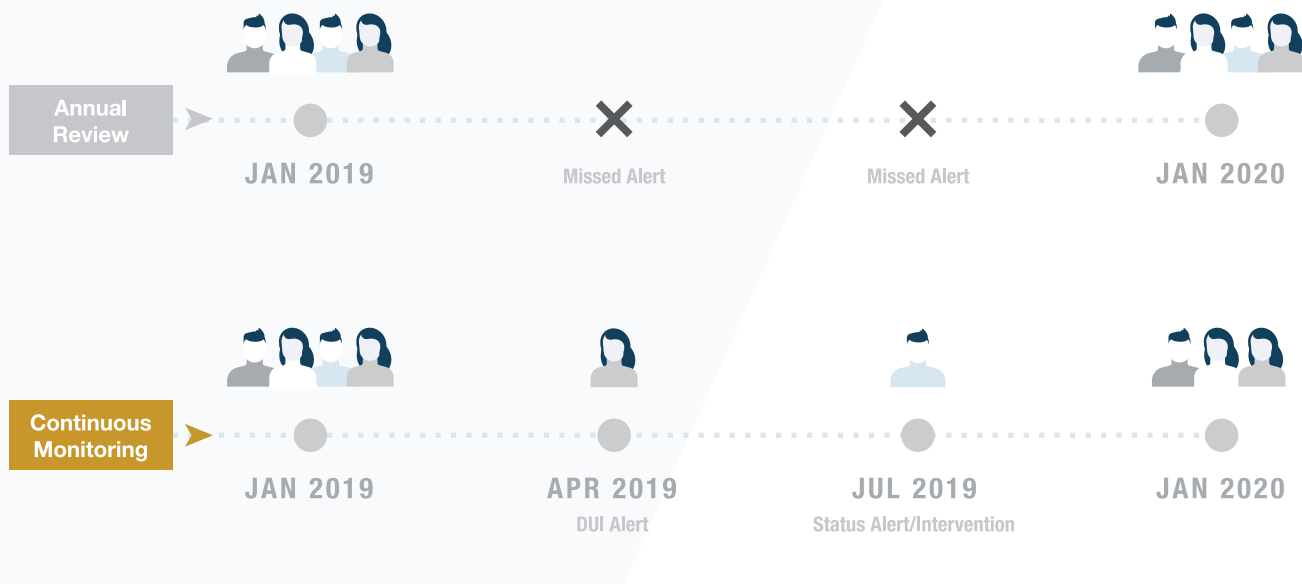 Annual
Review
JAN 2019
Missed Alert
Missed Alert
JAN 2020
Continuous
Monitoring
JAN 2019
APR 2019
JUL 2019
JAN 2020
DUI Alert
Status Alert/Intervention